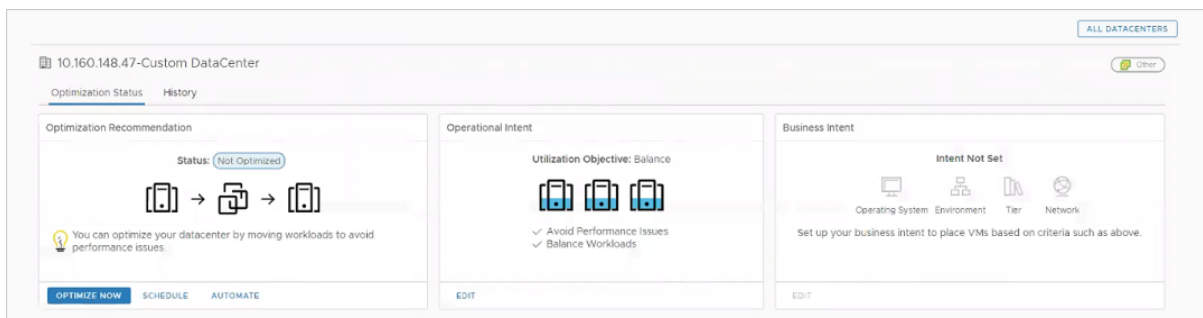 ALL DATACENTERS
10.160.148.47-Custom DataCenter
Other
Optimization Status History
Optimization Recommendation
Status: Not Optimized
You can optimize your datacenter by moving workloads to avoid
performance issues.
OPTIMIZE NOW SCHEDULE AUTOMATE
Operational Intent
Utilization Objective: Balance
Avoid Performance Issues
Balance Workloads
EDIT
Business Intent
Intent Not Set
Operating System Environment Tier Network
Set up your business intent to place VMs based on criteria such as above.
EDIT